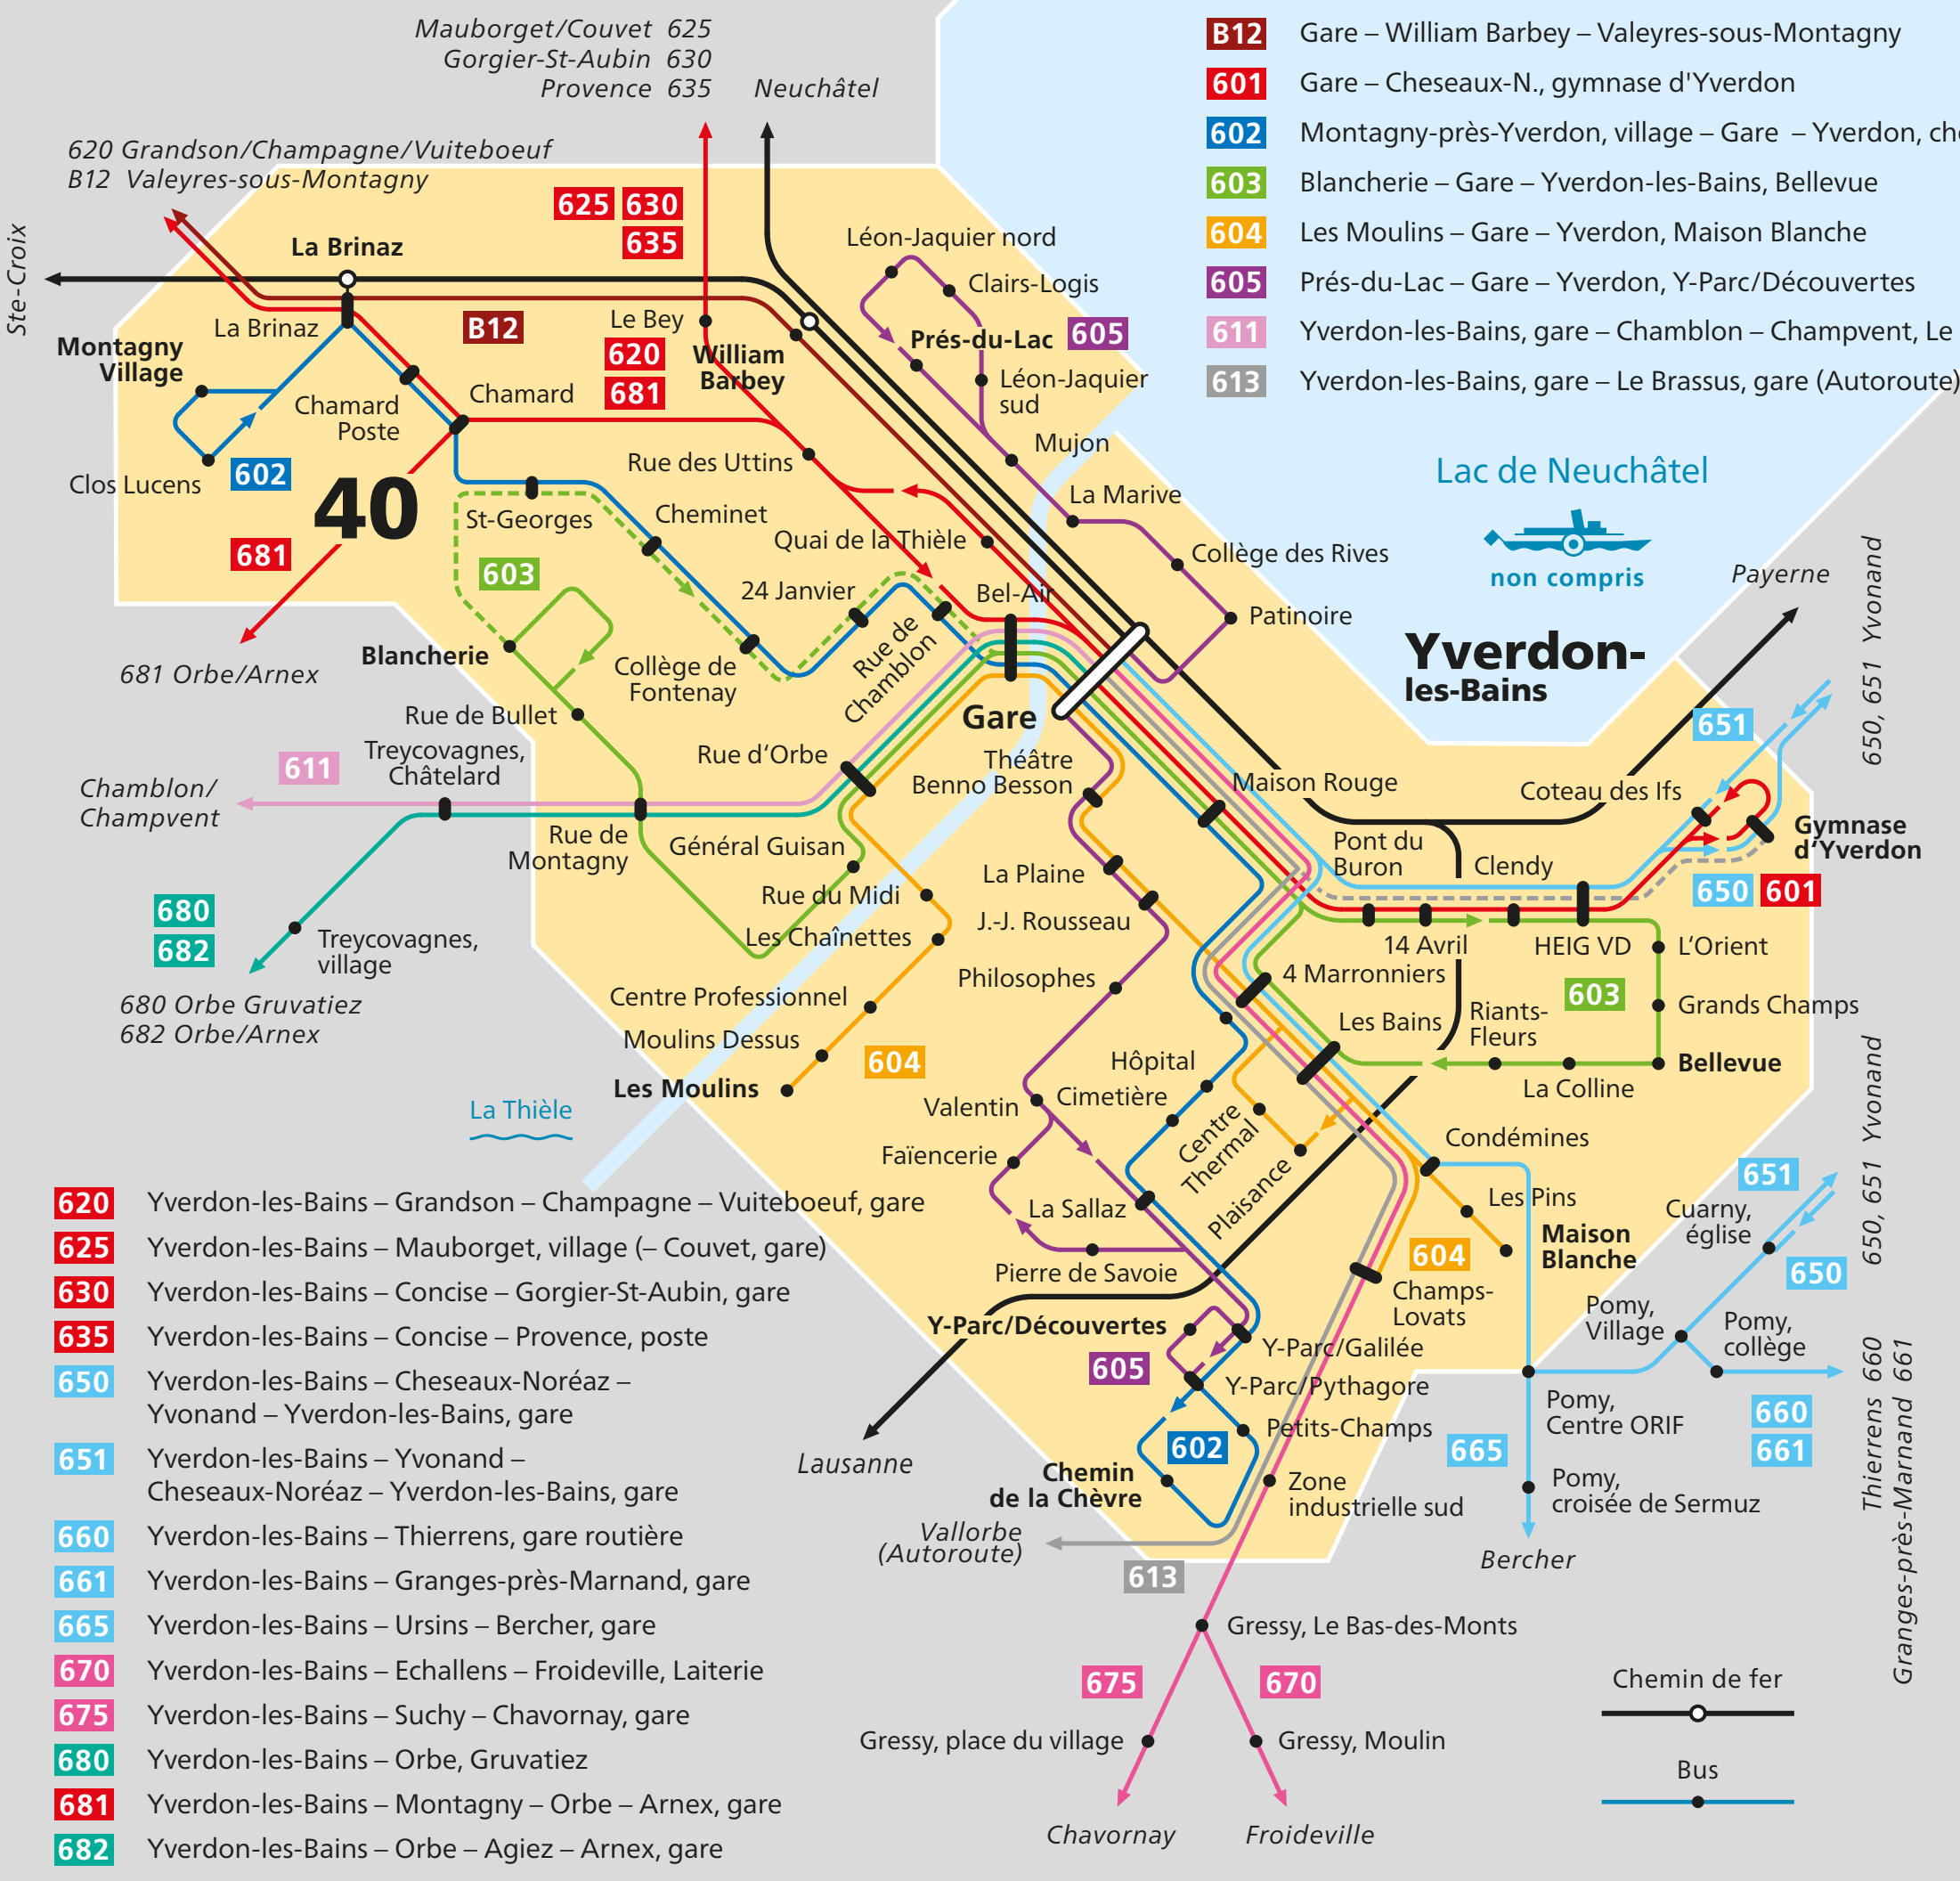 Mauborget/Couvet 625
Gorgier-St-Aubin 630
Provence 635
Neuchâtel
620 Grandson/Champagne/Vuiteboeuf
B12 Valeyres-sous-Montagny
Ste-Croix
B12 Gare – William Barbey – Valeyres-sous-Montagny
601 Gare – Cheseaux-N., gymnase d'Yverdon
602 Montagny-près-Yverdon, village – Gare – Yverdon, ch
603 Blancherie – Gare – Yverdon-les-Bains, Bellevue
604 Les Moulins – Gare – Yverdon, Maison Blanche
605 Prés-du-Lac – Gare – Yverdon, Y-Parc/Découvertes
611 Yverdon-les-Bains, gare – Chamblon – Champvent, Le
613 Yverdon-les-Bains, gare – Le Brassus, gare (Autoroute)
625 630
635
La Brinaz
La Brinaz
B12
Le Bey
620
681
William
Barbey
Léon-Jaquier nord
Clairs-Logis
Prés-du-Lac
605
Léon-Jaquier
sud
Mujon
La Marive
Collège des Rives
Patinoire
Montagny
Village
Chamard
Poste
Chamard
Clos Lucens
602
40
681
681 Orbe/Arnex
Rue des Uttins
St-Georges
Cheminet
Quai de la Thièle
603
24 Janvier
Bel-Air
Rue de
Chamblon
Blancherie
Collège de
Fontenay
Rue de Bullet
Gare
Lac de Neuchâtel
non compris
Yverdon-
les-Bains
Payerne
650, 651 Yvonand
651
Chamblon/
Champvent
611
Treycovagnes,
Châtelard
Rue d'Orbe
Théâtre
Benno Besson
Maison Rouge
Coteau des Ifs
Gymnase
d'Yverdon
650 601
Rue de
Montagny
Général Guisan
Rue du Midi
Les Chaînettes
La Plaine
J.-J. Rousseau
Philosophes
Pont du
Buron
Clendy
14 Avril
HEIG VD
L'Orient
4 Marronniers
603
Grands Champs
Les Bains
Riants-
Fleurs
Bellevue
La Colline
680
682
Treycovagnes,
village
680 Orbe Gruvatiez
682 Orbe/Arnex
Centre Professionnel
Moulins Dessus
604
Les Moulins
La Thièle
Hôpital
Cimetière
Valentin
Faïencerie
Centre
Thermal
Plaisance
La Sallaz
Pierre de Savoie
Condémines
Les Pins
Maison
Blanche
604
Champs-
Lovats
651
Cuarny,
église
650
650, 651 Yvonand
Pomy,
Village
Pomy,
collège
Pomy,
Centre ORIF
660
661
Thierrens 660
Granges-près-Marnand 661
665
Pomy,
croisée de Sermuz
Bercher
Y-Parc/Découvertes
605
Y-Parc/Galilée
Y-Parc/Pythagore
Petits-Champs
602
Lausanne
Chemin
de la Chèvre
Zone
industrielle sud
Vallorbe
(Autoroute)
613
Gressy, Le Bas-des-Monts
675
670
Gressy, place du village
Gressy, Moulin
Chavornay
Froideville
Chemin de fer
Bus
620 Yverdon-les-Bains – Grandson – Champagne – Vuiteboeuf, gare
625 Yverdon-les-Bains – Mauborget, village (– Couvet, gare)
630 Yverdon-les-Bains – Concise – Gorgier-St-Aubin, gare
635 Yverdon-les-Bains – Concise – Provence, poste
650 Yverdon-les-Bains – Cheseaux-Noréaz –
Yvonand – Yverdon-les-Bains, gare
651 Yverdon-les-Bains – Yvonand –
Cheseaux-Noréaz – Yverdon-les-Bains, gare
660 Yverdon-les-Bains – Thierrens, gare routière
661 Yverdon-les-Bains – Granges-près-Marnand, gare
665 Yverdon-les-Bains – Ursins – Bercher, gare
670 Yverdon-les-Bains – Echallens – Froideville, Laiterie
675 Yverdon-les-Bains – Suchy – Chavornay, gare
680 Yverdon-les-Bains – Orbe, Gruvatiez
681 Yverdon-les-Bains – Montagny – Orbe – Arnex, gare
682 Yverdon-les-Bains – Orbe – Agiez – Arnex, gare